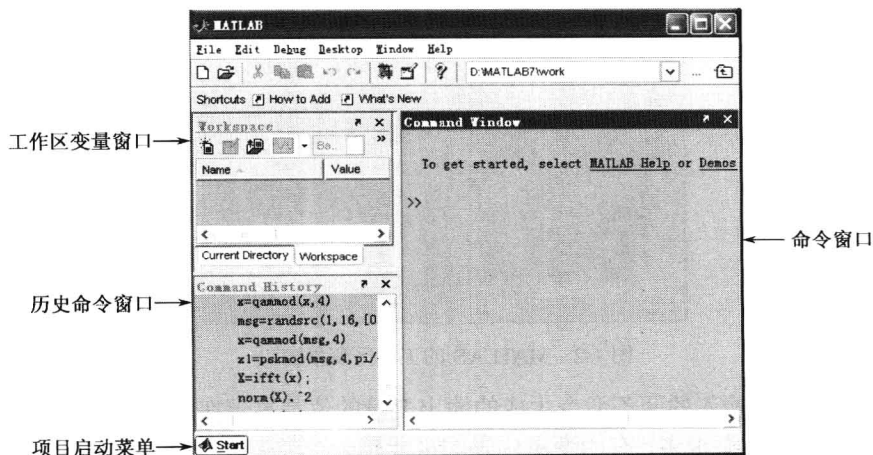 MATLAB
File Edit Debug Desktop Window Help
D:\MATLAB7\work
...
Shortcuts How to Add What's New
工作区变量窗口
Workspace
Ba..
Name Value
Current Directory Workspace
历史命令窗口
Command History
x=qammod(x,4)
msg=randsrc(1,16,[0
x=qammod(msg,4)
x1=pskmod(msg,4,pi/
X=ifft(x);
norm(X).^2
项目启动菜单
Start
Command Window
To get started, select MATLAB Help or Demos
>>
命令窗口